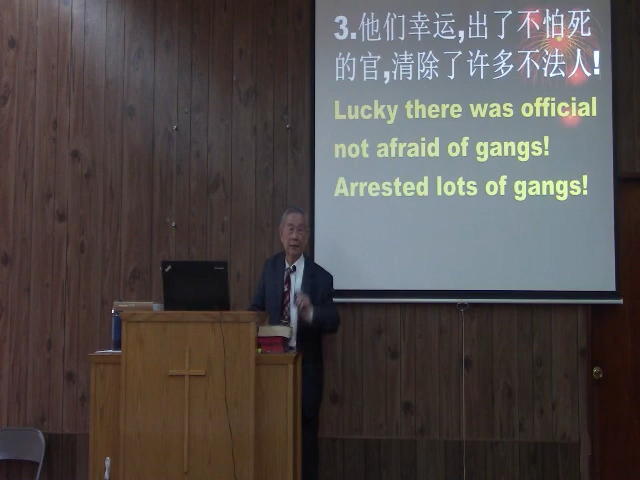 3.他们幸运,出了不怕死
的官,清除了许多不法人!
Lucky there was official
not afraid of gangs!
Arrested lots of gangs!